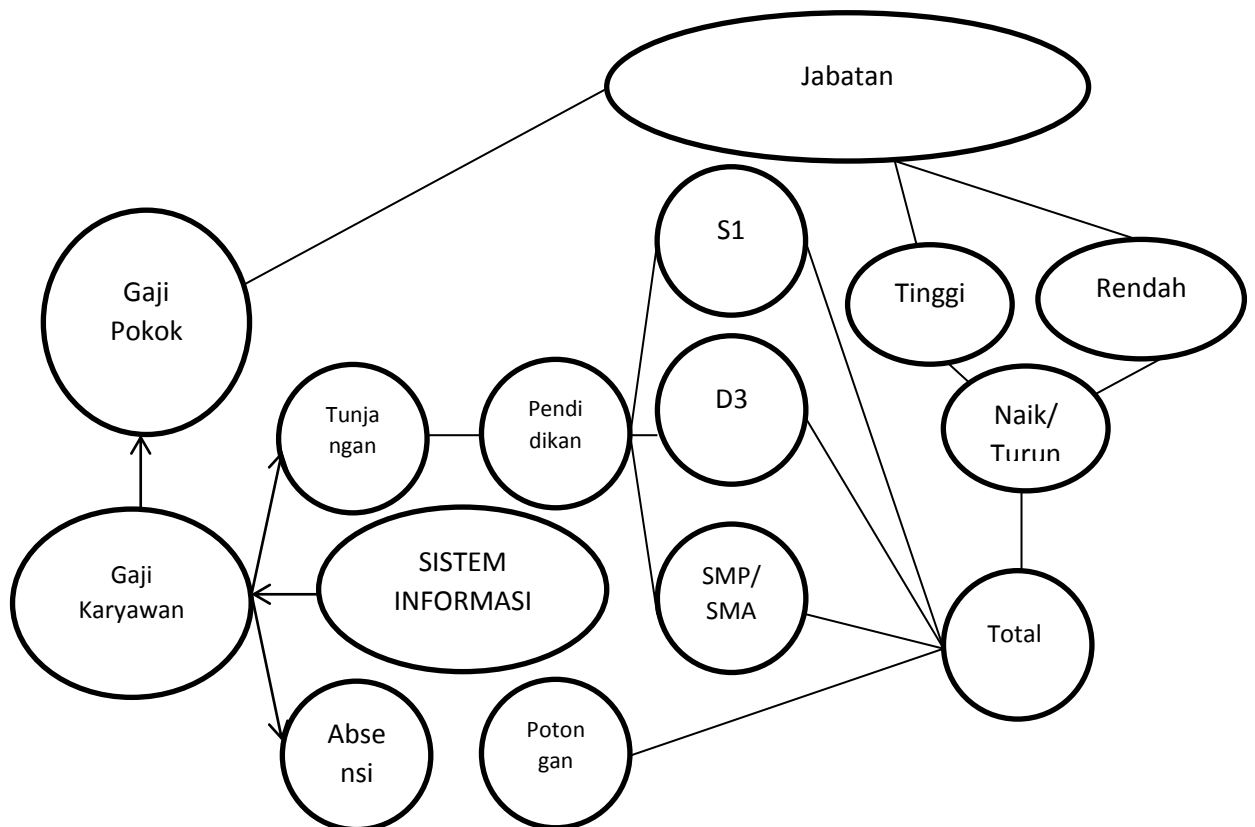 Jabatan
S1
Gaji
Pokok
Tinggi
Rendah
Tunja
ngan
Pendi
dikan
D3
Naik/
Turun
Gaji
Karyawan
SISTEM
INFORMASI
SMP/
SMA
Total
Abse
nsi
Poton
gan